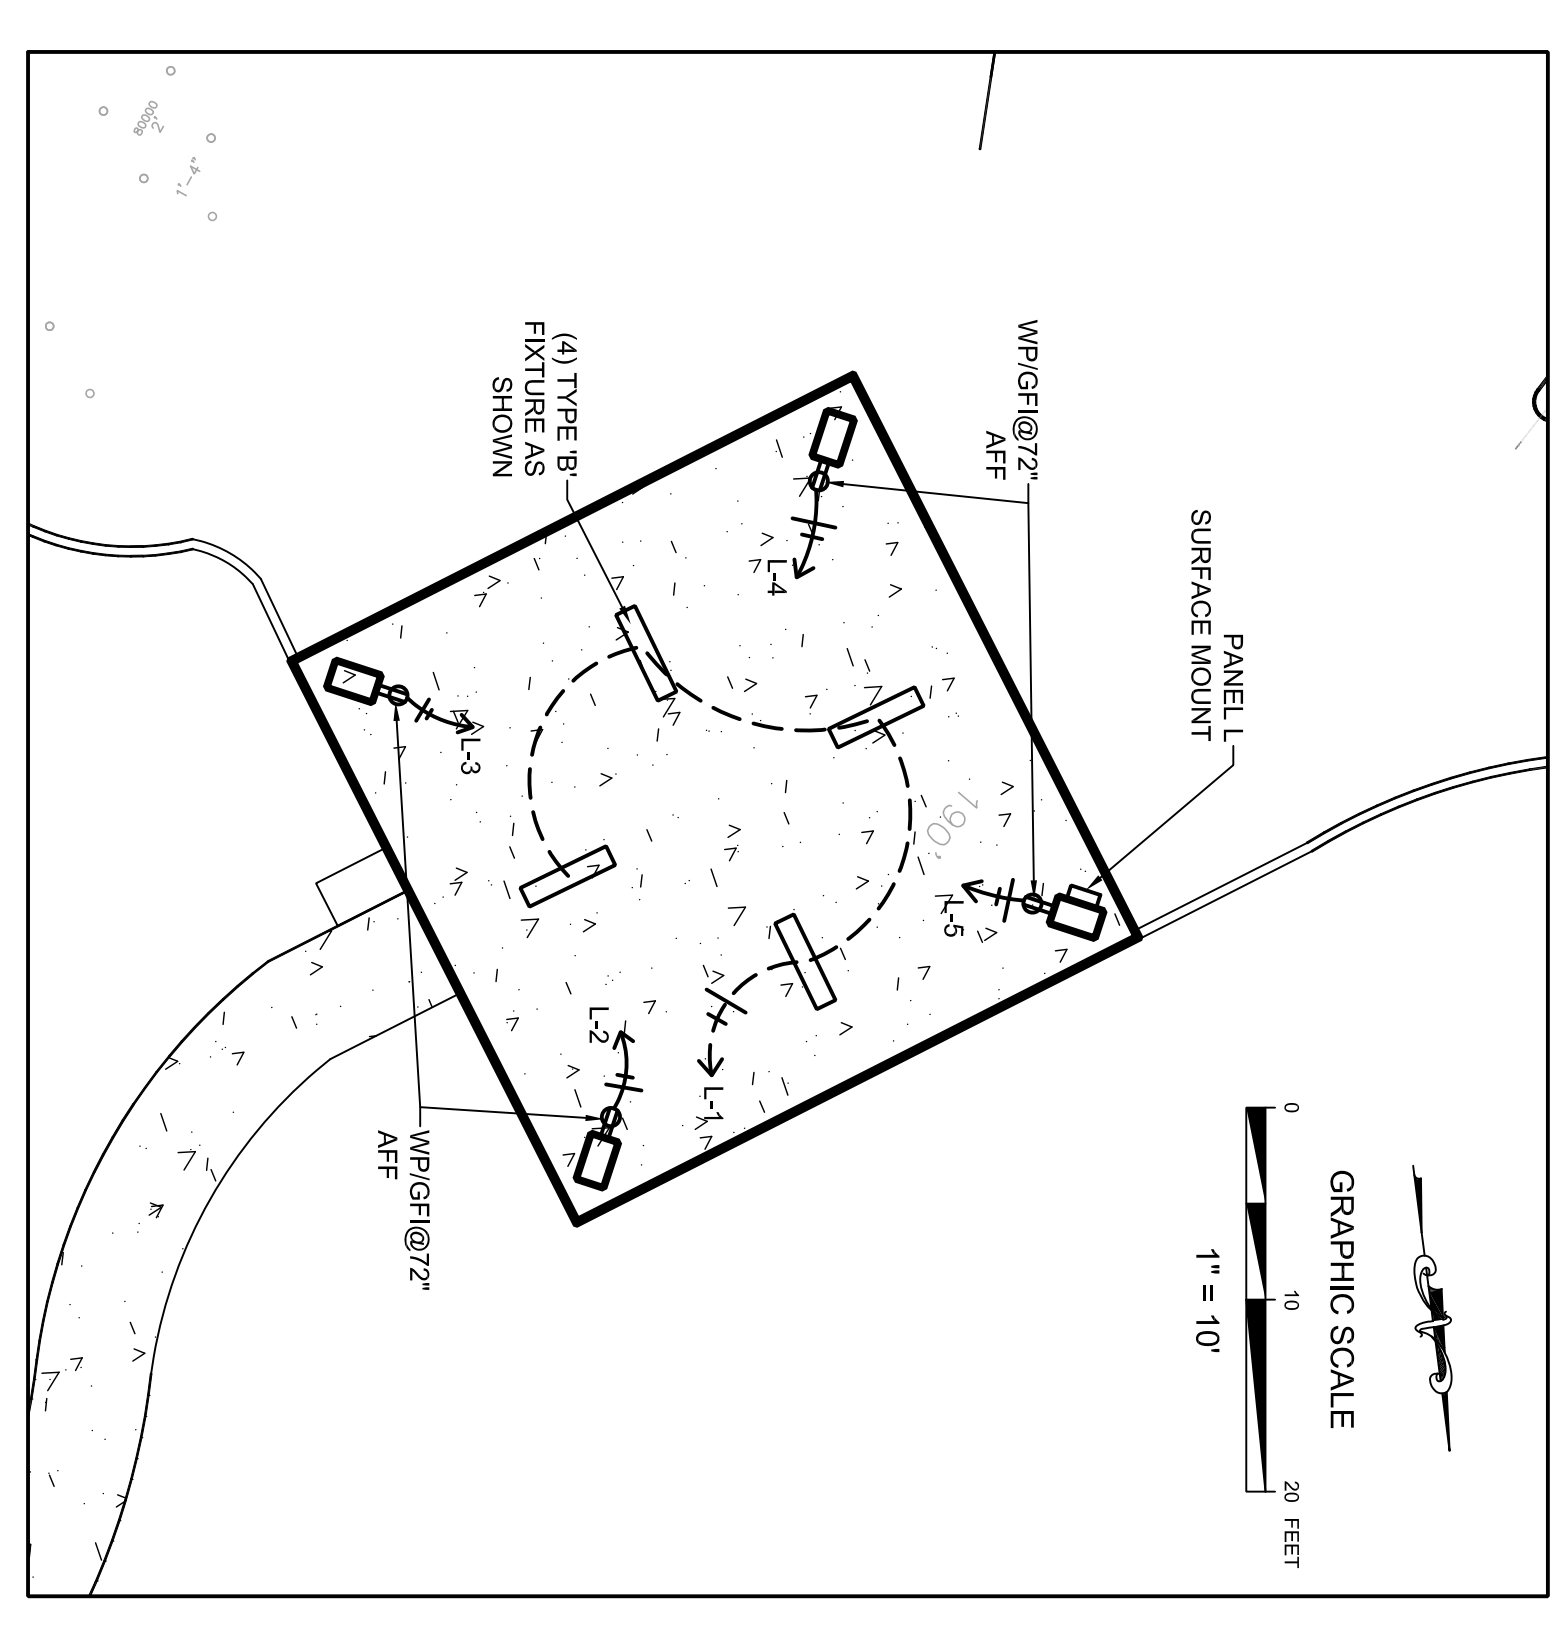 GRAPHIC SCALE
0 10 20 FEET
1" = 10'
PANEL L
SURFACE MOUNT
WP/GFI@72"
AFF
L-5
190'
L-4
L-1
L-2
L-3
(4) TYPE 'B'
FIXTURE AS
SHOWN
WP/GFI@72"
AFF
80000
2'
1'-4"